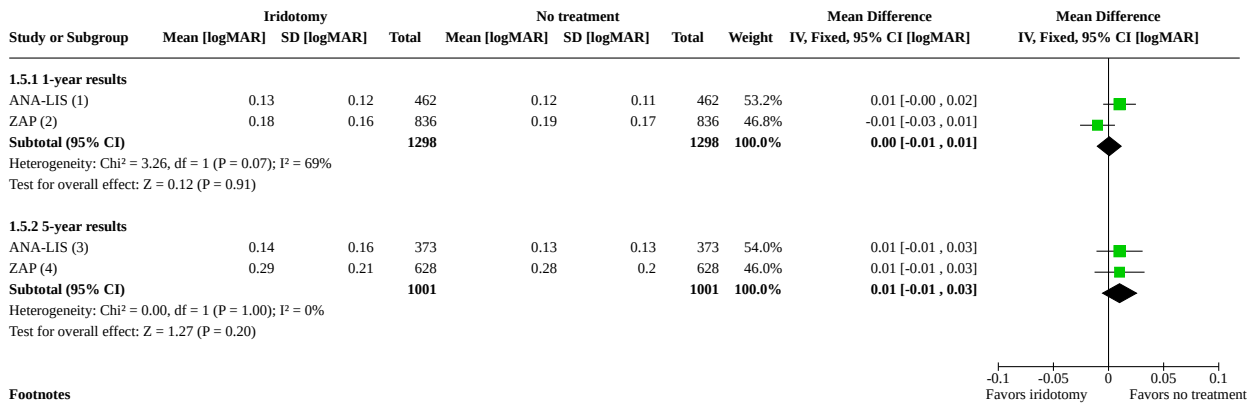 Iridotomy No treatment Mean Difference Mean Difference
Study or Subgroup Mean [logMAR] SD [logMAR] Total Mean [logMAR] SD [logMAR] Total Weight IV, Fixed, 95% CI [logMAR] IV, Fixed, 95% CI [logMAR]
1.5.1 1-year results
ANA-LIS (1) 0.13 0.12 462 0.12 0.11 462 53.2% 0.01 [-0.00 , 0.02]
ZAP (2) 0.18 0.16 836 0.19 0.17 836 46.8% -0.01 [-0.03 , 0.01]
Subtotal (95% CI) 1298 1298 100.0% 0.00 [-0.01 , 0.01]
Heterogeneity: Chi² = 3.26, df = 1 (P = 0.07); I² = 69%
Test for overall effect: Z = 0.12 (P = 0.91)
1.5.2 5-year results
ANA-LIS (3) 0.14 0.16 373 0.13 0.13 373 54.0% 0.01 [-0.01 , 0.03]
ZAP (4) 0.29 0.21 628 0.28 0.2 628 46.0% 0.01 [-0.01 , 0.03]
Subtotal (95% CI) 1001 1001 100.0% 0.01 [-0.01 , 0.03]
Heterogeneity: Chi² = 0.00, df = 1 (P = 1.00); I² = 0%
Test for overall effect: Z = 1.27 (P = 0.20)
-0.1 -0.05 0 0.05 0.1
Footnotes Favors iridotomy Favors no treatment